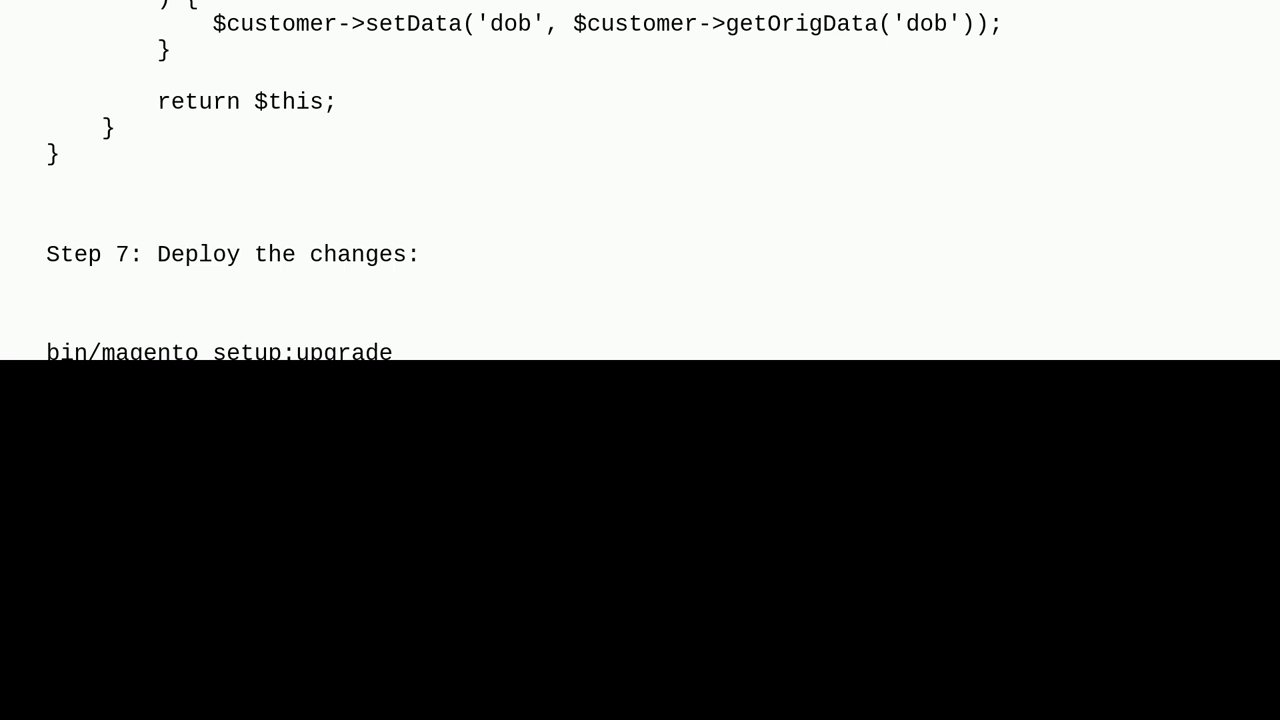 ) {
$customer->setData('dob', $customer->getOrigData('dob'));
}
return $this;
}
}
Step 7: Deploy the changes:
bin/magento setup:upgrade